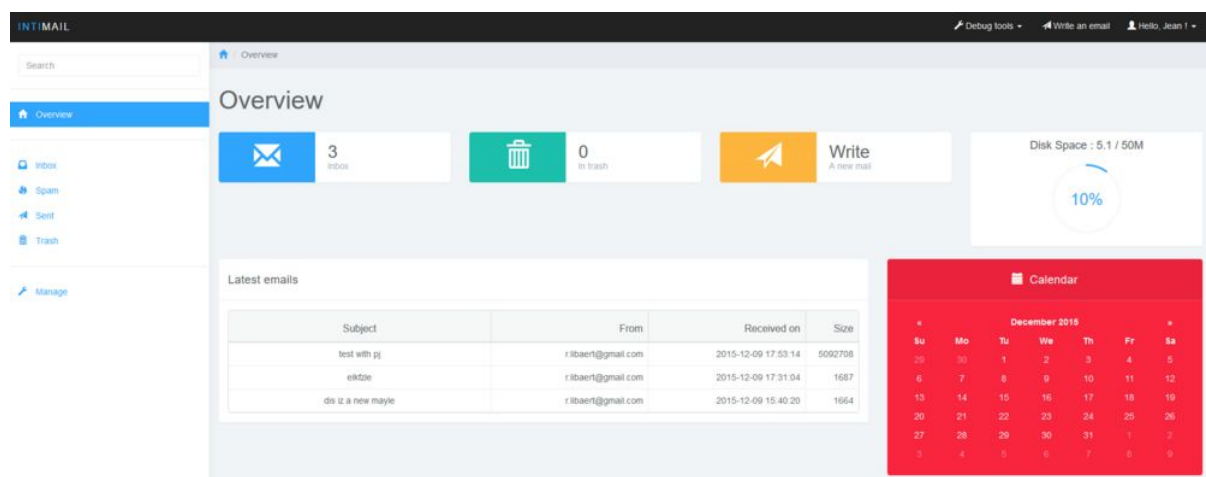 INTIMAIL
Debug tools
Write an email
Hello, Jean !
Search
Overview
Inbox
Spam
Sent
Trash
Manage
/ Overview
Overview
3
Inbox
0
In trash
Write
A new mail
Disk Space : 5.1 / 50M
10%
Latest emails
Subject From Received on Size
test with pj r.libaert@gmail.com 2015-12-09 17:53:14 5092708
eikfzie r.libaert@gmail.com 2015-12-09 17:31:04 1687
dis iz a new mayle r.libaert@gmail.com 2015-12-09 15:40:20 1664
Calendar
« December 2015 »
Su Mo Tu We Th Fr Sa
29 30 1 2 3 4 5
6 7 8 9 10 11 12
13 14 15 16 17 18 19
20 21 22 23 24 25 26
27 28 29 30 31 1 2
3 4 5 6 7 8 9